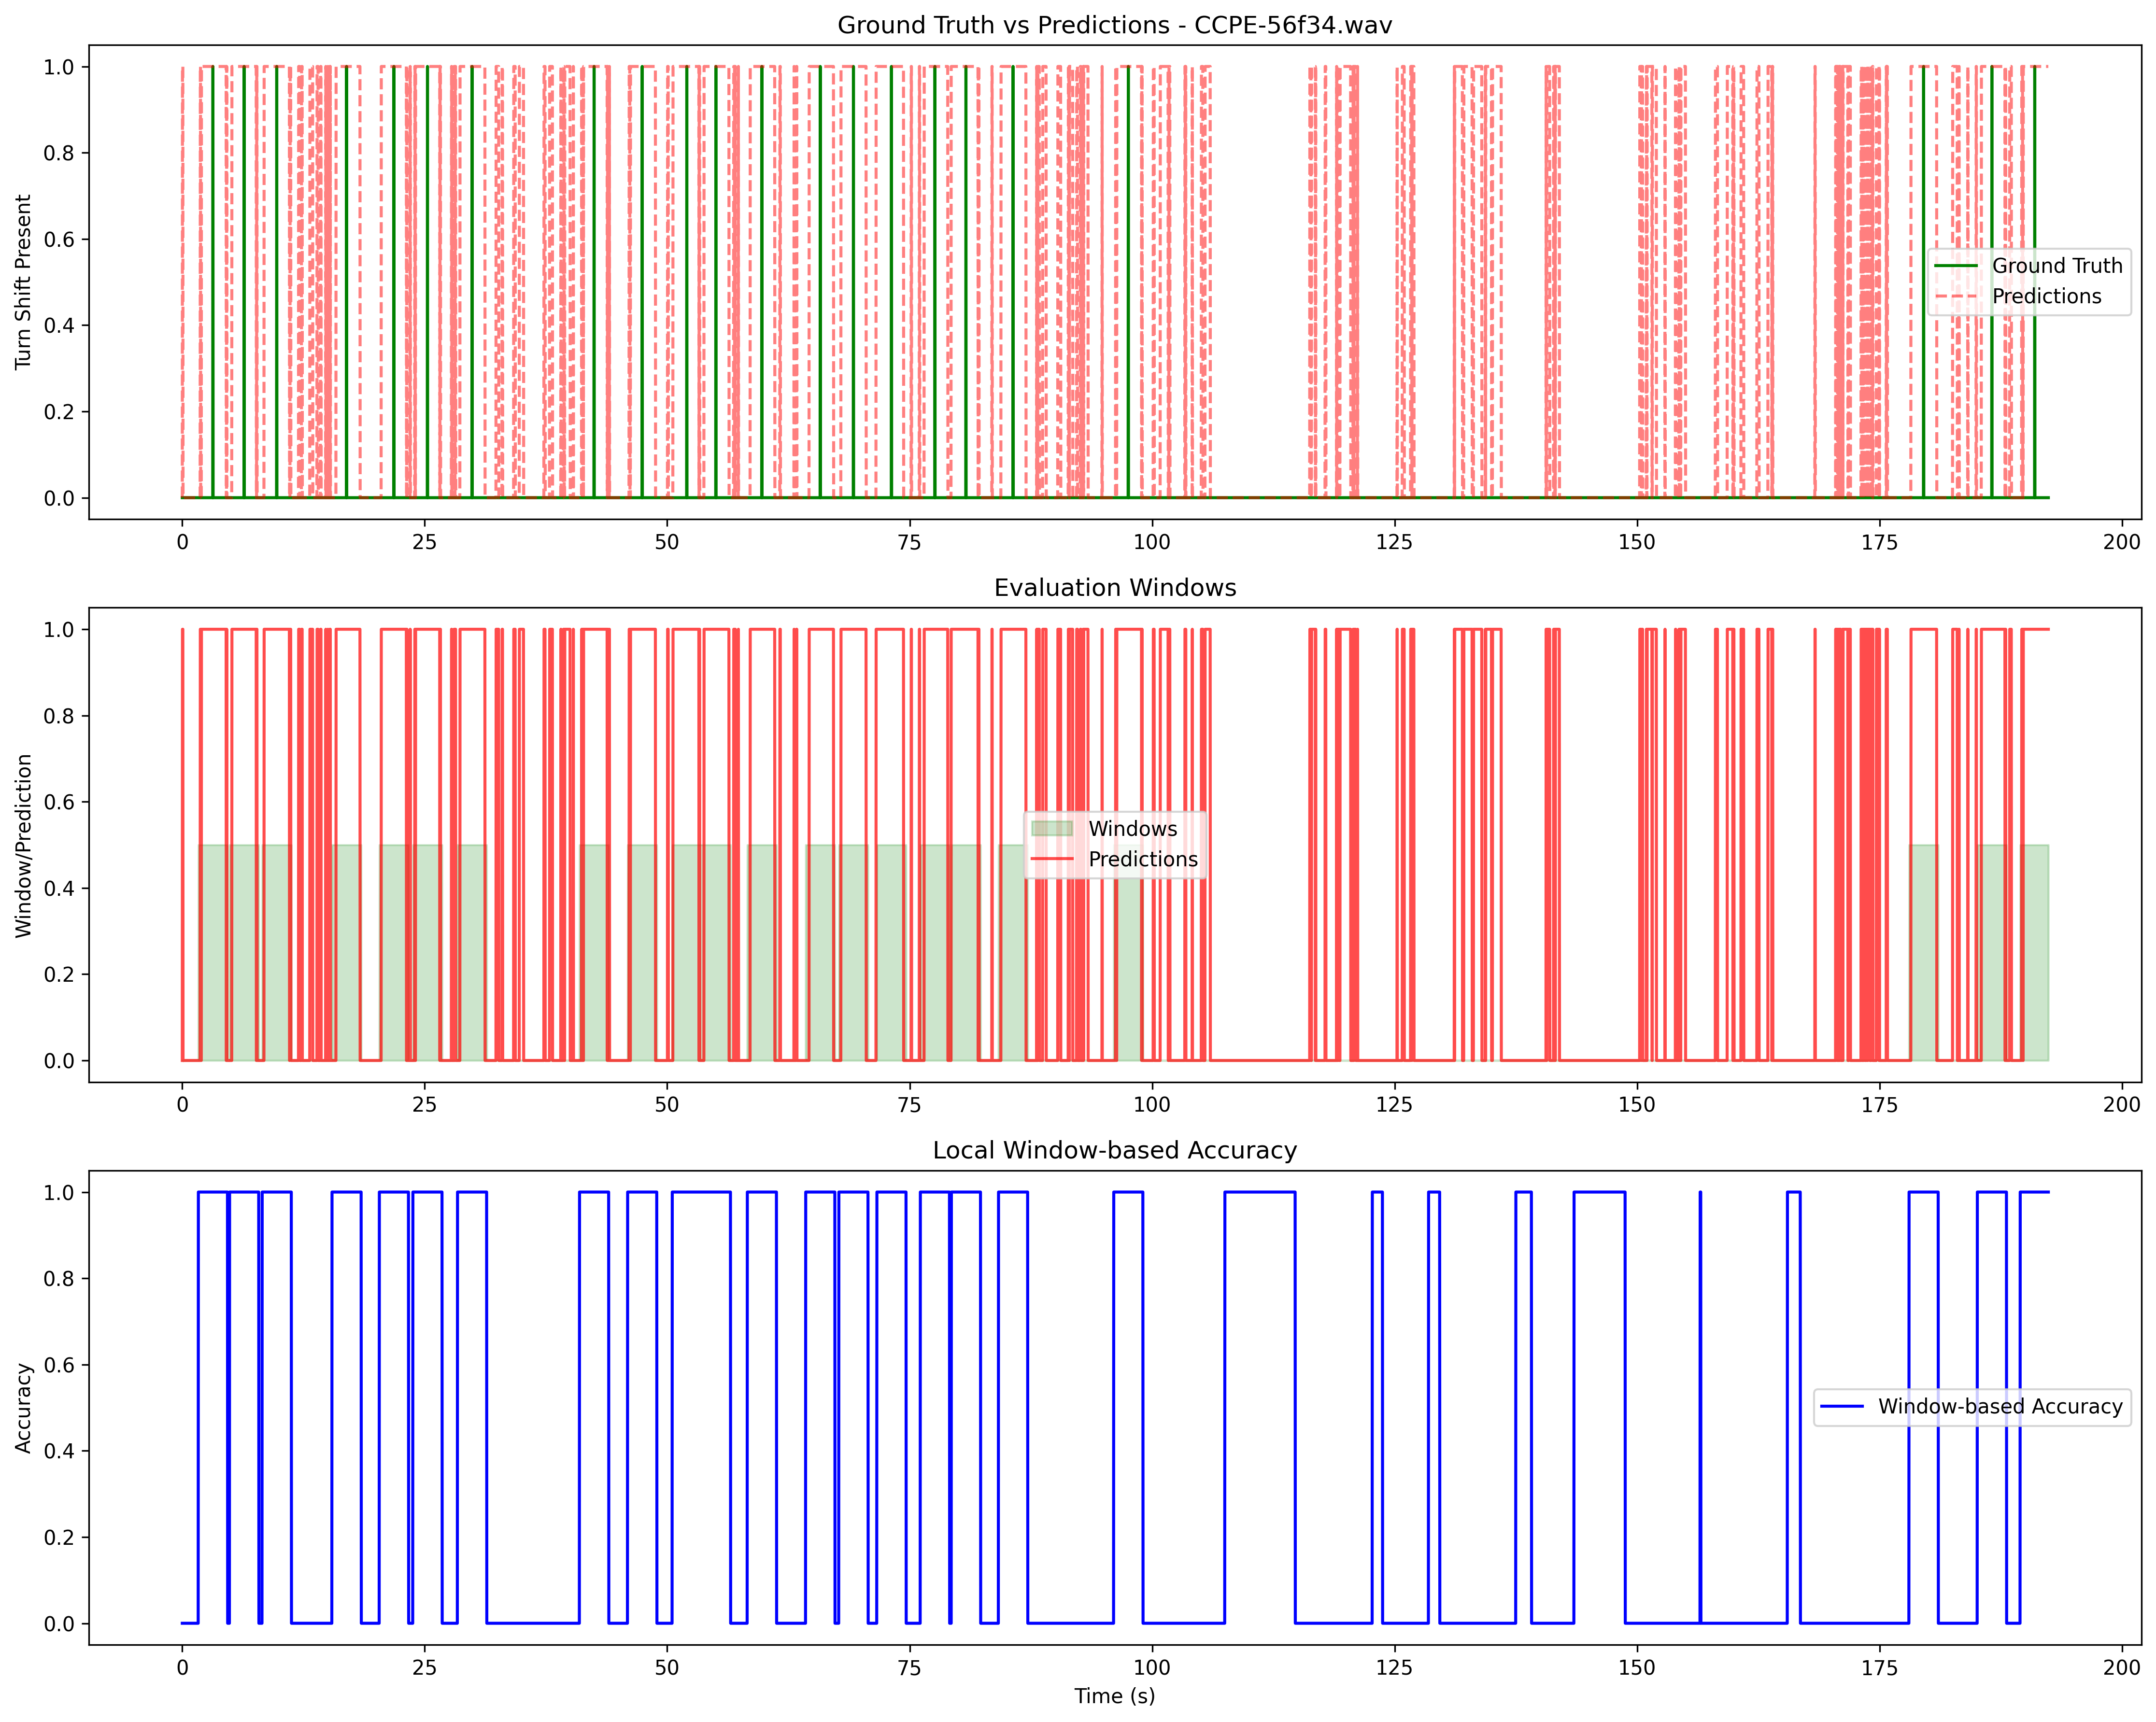 Ground Truth vs Predictions - CCPE-56f34.wav
Turn Shift Present
1.0
0.8
0.6
0.4
0.2
0.0
Ground Truth
Predictions
0 25 50 75 100 125 150 175 200
Evaluation Windows
Window/Prediction
1.0
0.8
0.6
0.4
0.2
0.0
Windows
Predictions
0 25 50 75 100 125 150 175 200
Local Window-based Accuracy
Accuracy
1.0
0.8
0.6
0.4
0.2
0.0
Window-based Accuracy
0 25 50 75 100 125 150 175 200
Time (s)